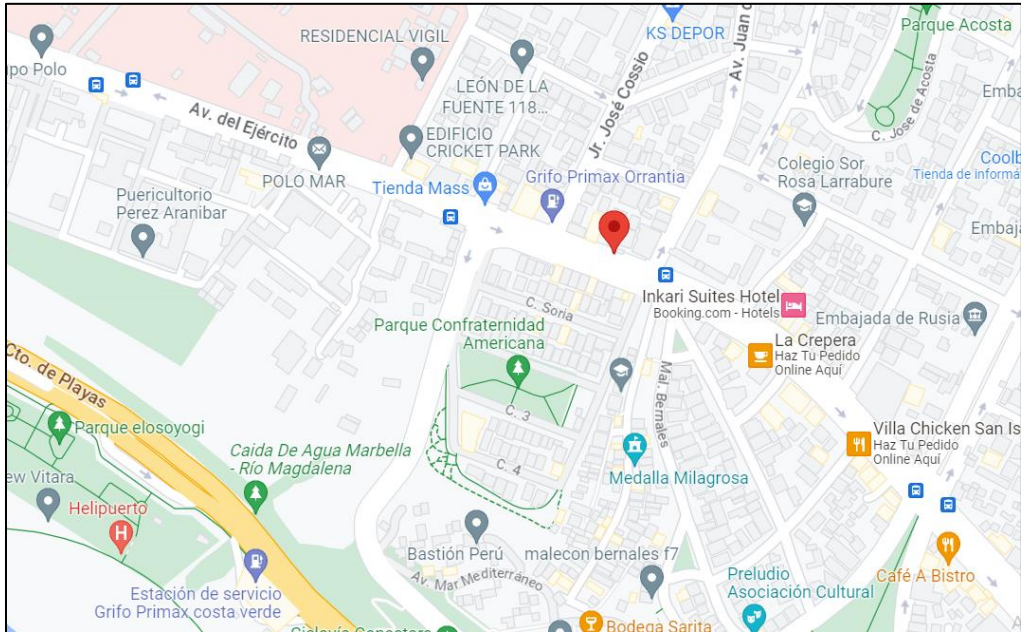 KS DEPOR
Parque Acosta
RESIDENCIAL VIGIL
Av. Juan
upo Polo
LEÓN DE LA
FUENTE 118...
Jr. José Cossio
C. Jose de Acosta
Emba
Av. del Ejército
EDIFICIO
CRICKET PARK
POLO MAR
Colegio Sor
Rosa Larrabure
Coolb
Tienda de informá
Tienda Mass
Grifo Primax Orrantia
Puericultorio
Perez Aranibar
Embaja
Inkari Suites Hotel
Booking.com - Hotels
C. Soria
Embajada de Rusia
Parque Confraternidad
Americana
La Crepera
Haz Tu Pedido
Online Aquí
Cto. de Playas
Mal. Bernales
C. 3
Parque elosoyogi
Caida De Agua Marbella
- Río Magdalena
Villa Chicken San Is
Haz Tu Pedido
Online Aquí
C. 4
Medalla Milagrosa
ew Vitara
Helipuerto
H
Bastión Perú
malecon bernales f7
Av. Mar Mediterráneo
Preludio
Asociación Cultural
Café A Bistro
Estación de servicio
Grifo Primax costa verde
Bodega Sarita